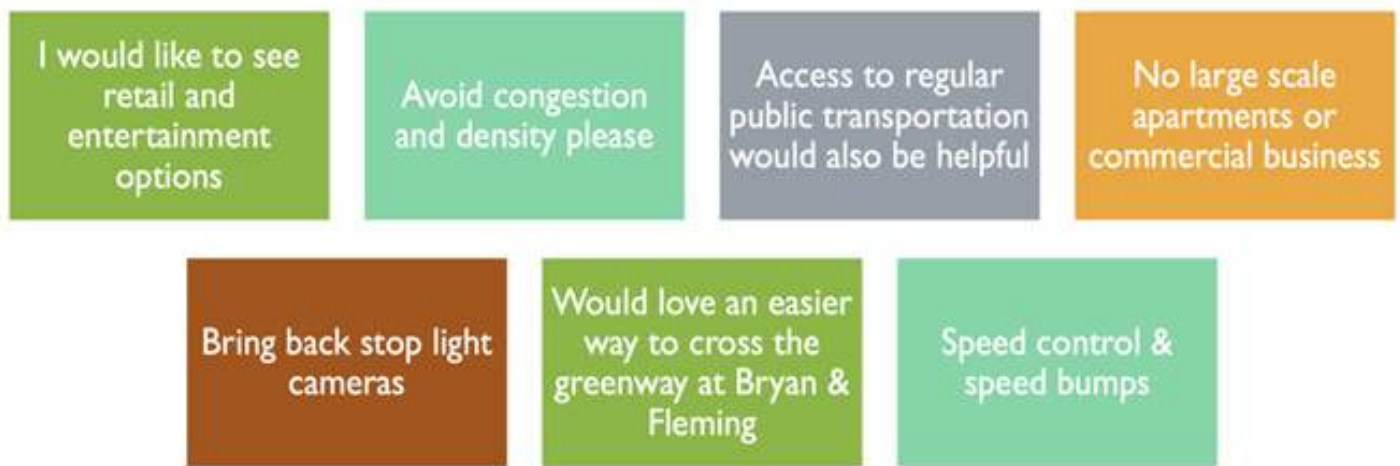 I would like to see
retail and
entertainment
options
Avoid congestion
and density please
Access to regular
public transportation
would also be helpful
No large scale
apartments or
commercial business
Bring back stop light
cameras
Would love an easier
way to cross the
greenway at Bryan &
Fleming
Speed control &
speed bumps